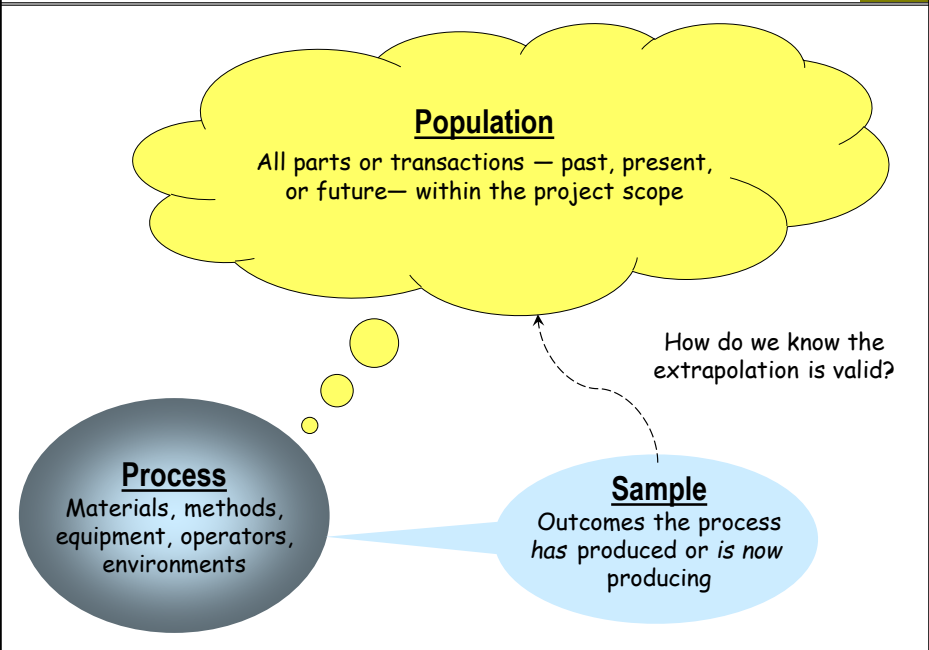 Population
All parts or transactions — past, present,
or future— within the project scope
How do we know the
extrapolation is valid?
Process
Materials, methods,
equipment, operators,
environments
Sample
Outcomes the process
has produced or is now
producing